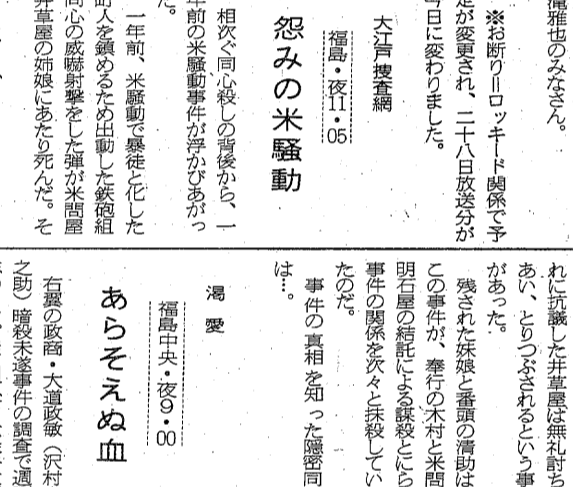 滝雅也のみなさん。
※お断り＝ロッキード関係で予
定が変更され、二十八日放送分が
今日に変わりました。
大江戸捜査網
福島・夜11・05
怨みの米騒動
相次ぐ同心殺しの背後から、一
年前の米騒動事件が浮かびあがっ
た。
一年前、米騒動で暴徒と化した
町人を鎮めるため出動した鉄砲組
同心の威嚇射撃をした弾が米問屋
井草屋の姉娘にあたり死んだ。そ
れに抗議した井草屋は無礼討ち
あい、とりつぶされるという事
があった。
残された妹娘と番頭の清助は
この事件が、奉行の木村と米問
明石屋の結託による謀殺とにら
事件の関係を次々と抹殺してい
たのだ。
事件の真相を知った隠密同
は…。
渇愛
福島中央・夜9・00
あらそえぬ血
右翼の政商・大道政敏（沢村
之助）暗殺未遂事件の調査で週